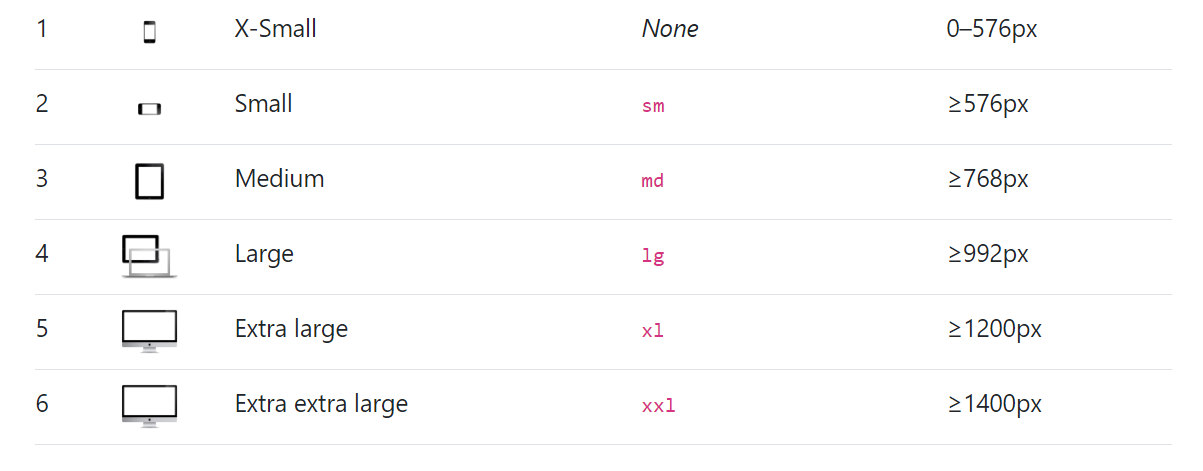 1 X-Small None 0–576px
2 Small sm ≥576px
3 Medium md ≥768px
4 Large lg ≥992px
5 Extra large xl ≥1200px
6 Extra extra large xxl ≥1400px